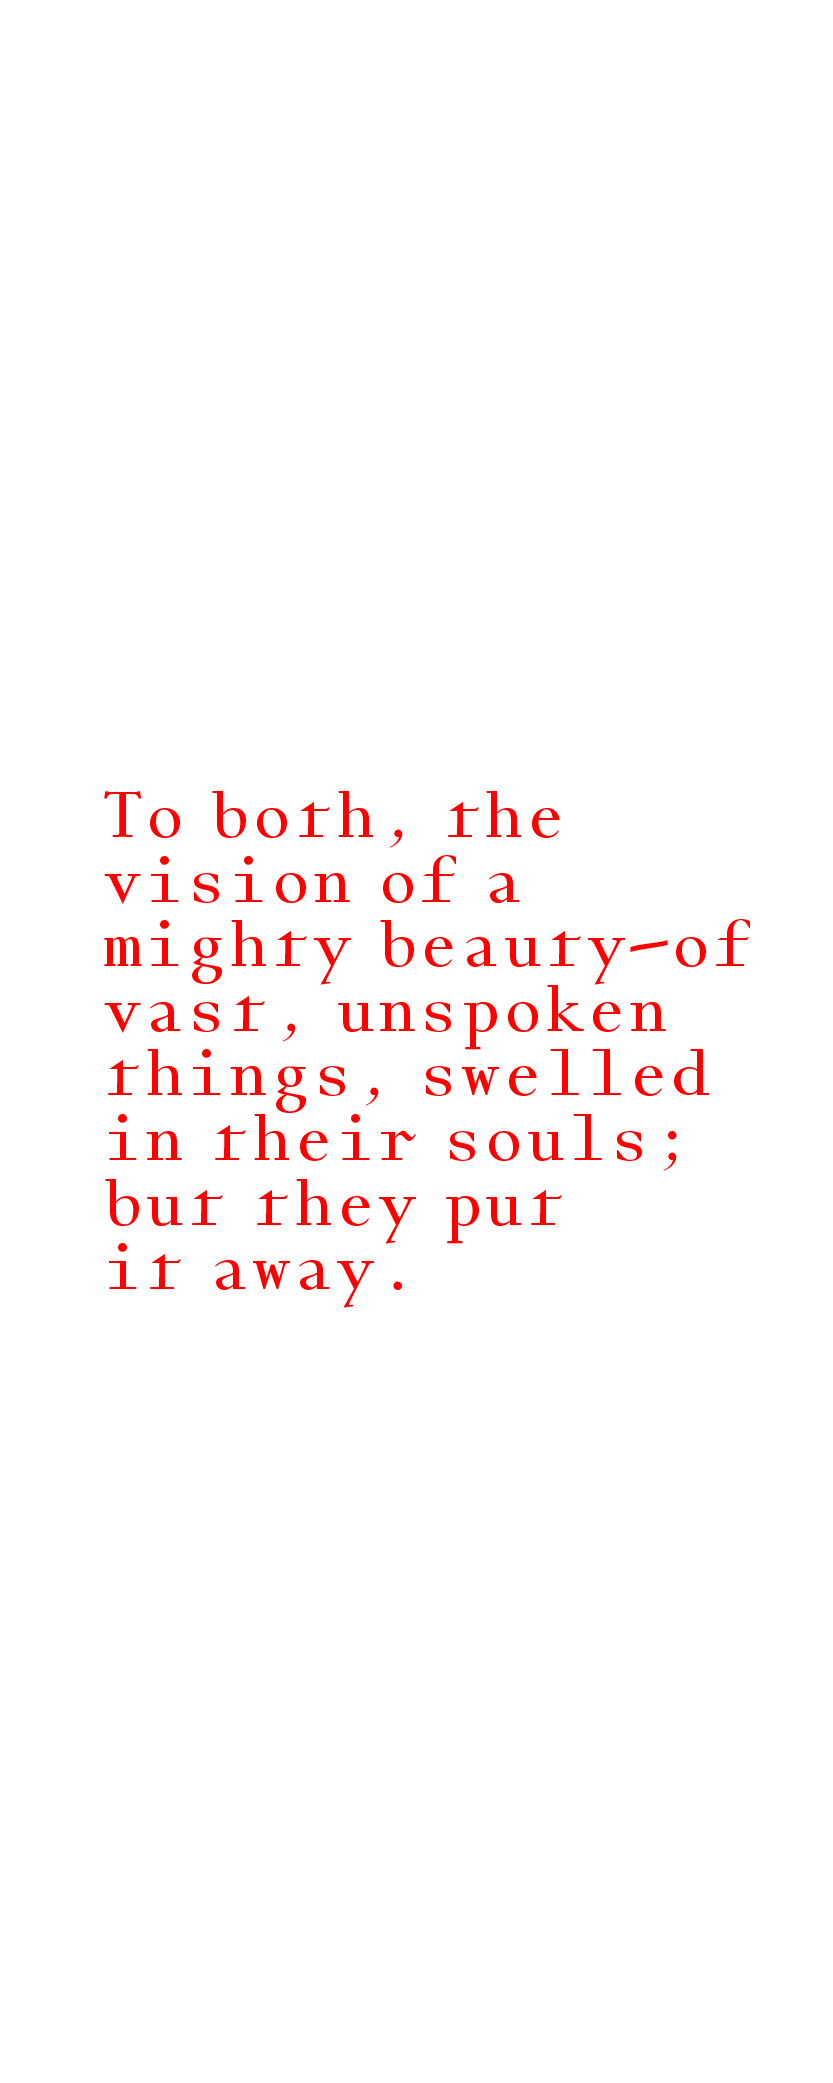 To both, the
vision of a
mighty beauty—of
vast, unspoken
things, swelled
in their souls;
but they put
it away.